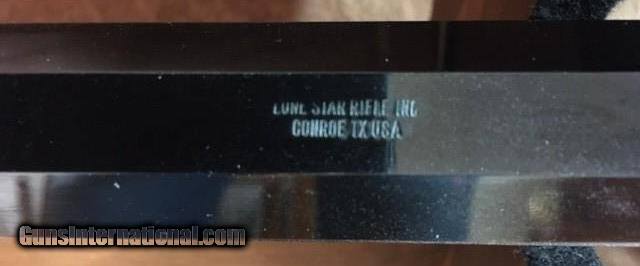 LONE STAR RIFLE INC
CONROE, TX USA
GunsInternational.com